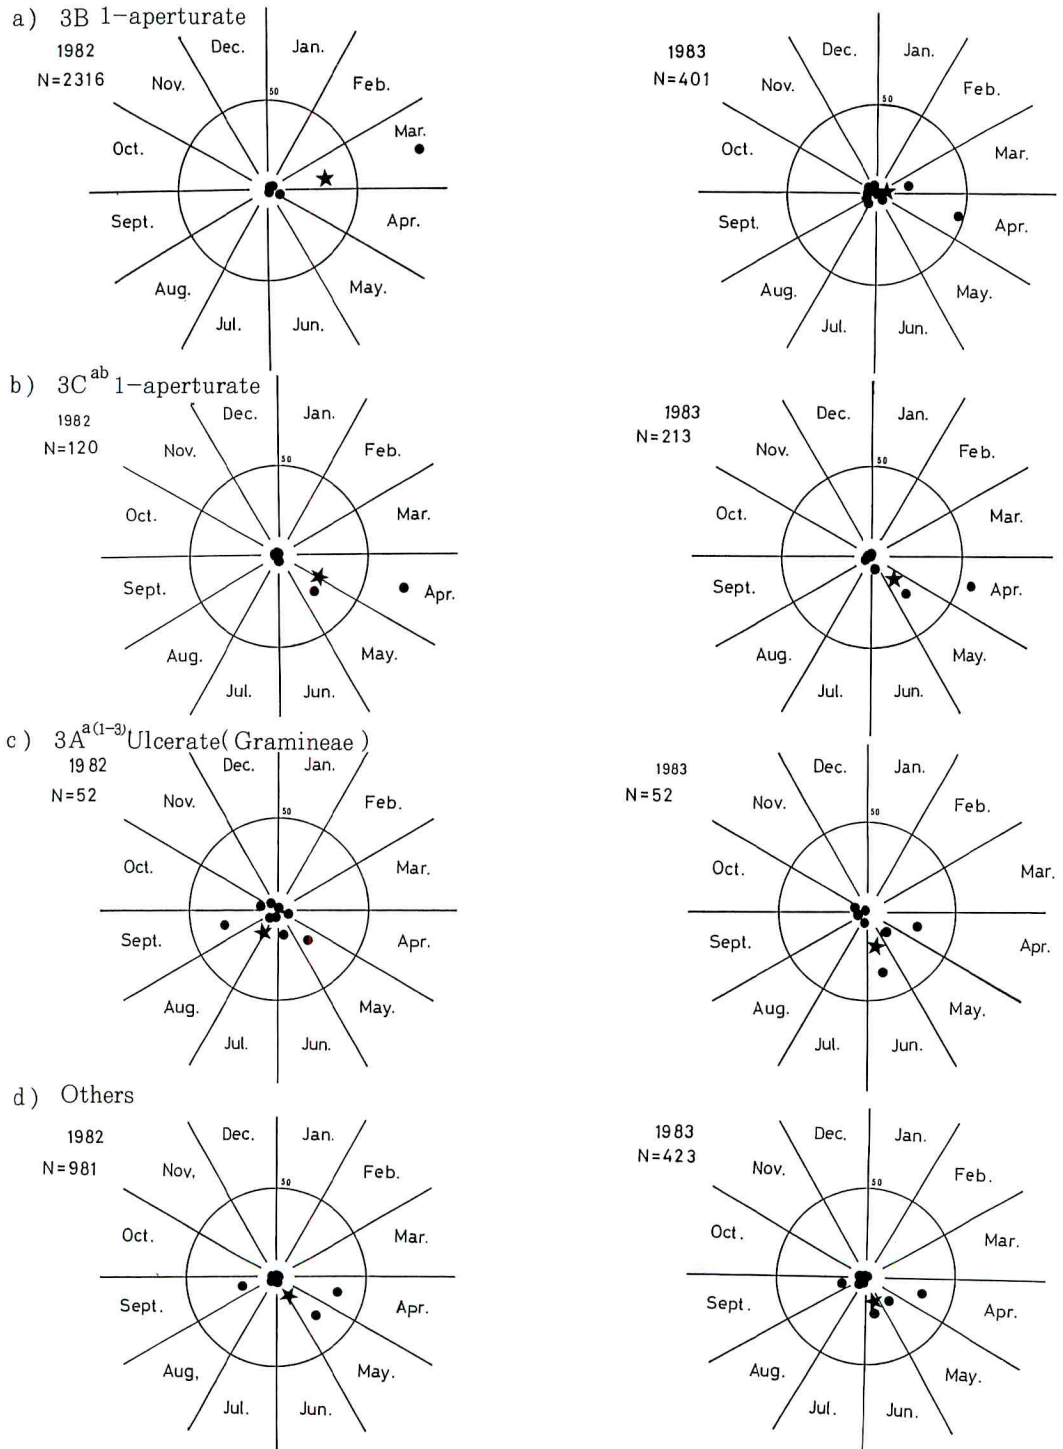 a) 3B 1-aperturate
1982
N=2316
Dec. Jan.
Nov. Feb.
50
Oct. Mar.
Sept. Apr.
Aug. May.
Jul. Jun.
1983
N=401
Dec. Jan.
Nov. Feb.
50
Oct. Mar.
Sept. Apr.
Aug. May.
Jul. Jun.
b) 3C^ab 1-aperturate
1982
N=120
Dec. Jan.
Nov. Feb.
50
Oct. Mar.
Sept. Apr.
Aug. May.
Jul. Jun.
1983
N=213
Dec. Jan.
Nov. Feb.
50
Oct. Mar.
Sept. Apr.
Aug. May.
Jul. Jun.
c) 3A^a(1-3) Ulcerate(Gramineae)
1982
N=52
Dec. Jan.
Nov. Feb.
50
Oct. Mar.
Sept. Apr.
Aug. May.
Jul. Jun.
1983
N=52
Dec. Jan.
Nov. Feb.
50
Oct. Mar.
Sept. Apr.
Aug. May.
Jul. Jun.
d) Others
1982
N=981
Dec. Jan.
Nov, Feb.
50
Oct. Mar.
Sept. Apr.
Aug, May.
Jul. Jun.
1983
N=423
Dec. Jan.
Nov. Feb.
50
Oct. Mar.
Sept. Apr.
Aug. May.
Jul. Jun.